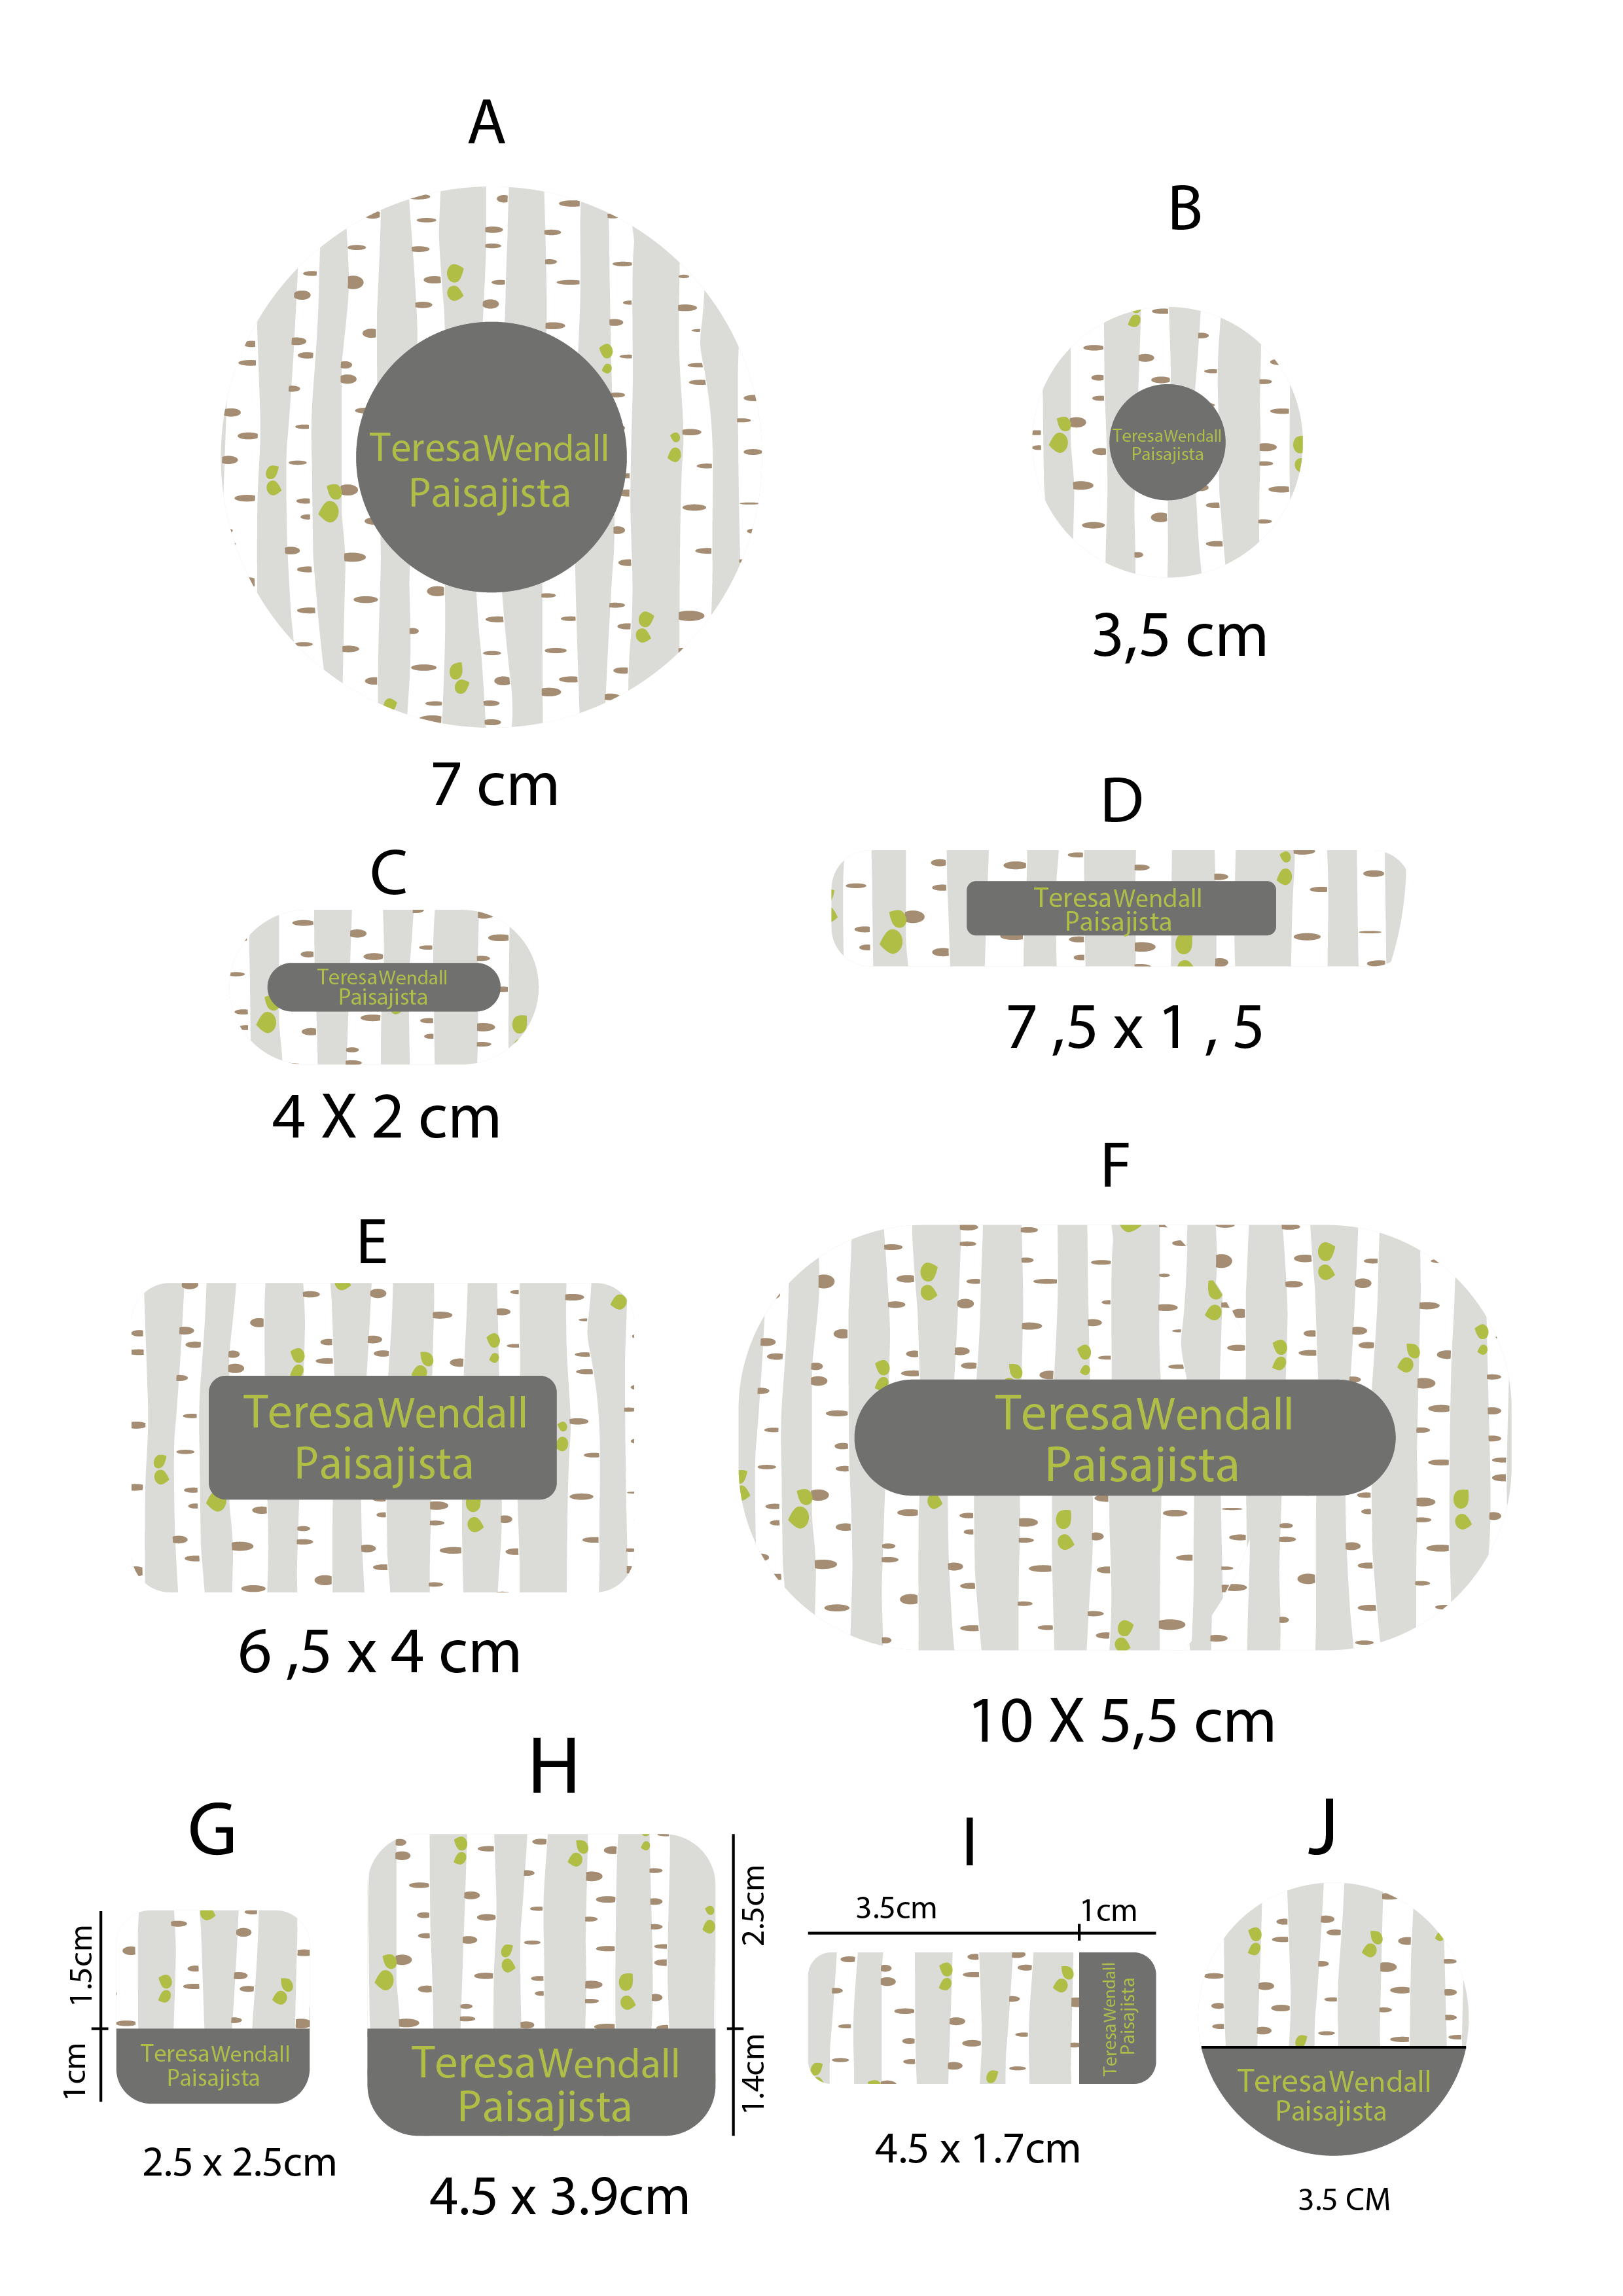 A
TeresaWendall
Paisajista
7 cm
B
TeresaWendall
Paisajista
3,5 cm
C
TeresaWendall
Paisajista
4 X 2 cm
D
TeresaWendall
Paisajista
7 ,5 x 1 , 5
E
TeresaWendall
Paisajista
6 ,5 x 4 cm
F
TeresaWendall
Paisajista
10 X 5,5 cm
G
1.5cm
1cm
TeresaWendall
Paisajista
2.5 x 2.5cm
H
2.5cm
1.4cm
TeresaWendall
Paisajista
4.5 x 3.9cm
I
3.5cm
1cm
TeresaWendall
Paisajista
4.5 x 1.7cm
J
TeresaWendall
Paisajista
3.5 CM